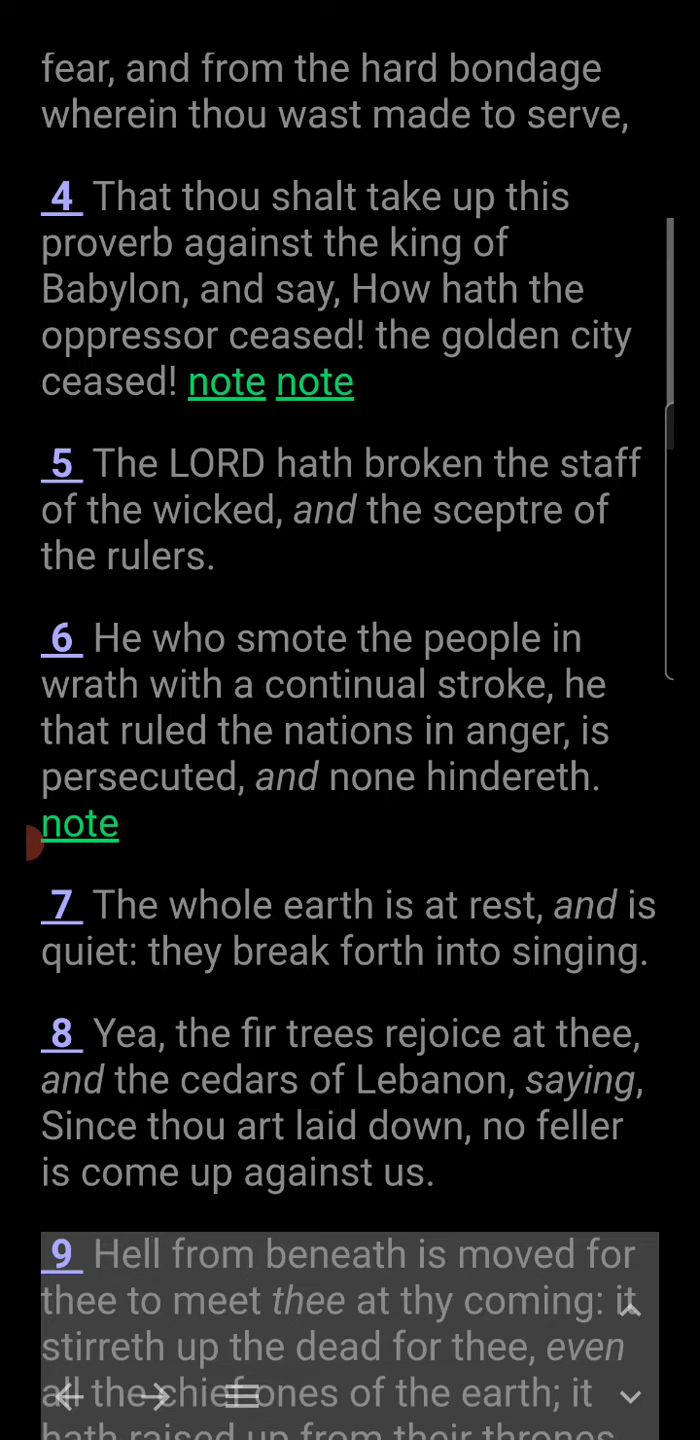 fear, and from the hard bondage
wherein thou wast made to serve,
4 That thou shalt take up this
proverb against the king of
Babylon, and say, How hath the
oppressor ceased! the golden city
ceased! note note
5 The LORD hath broken the staff
of the wicked, and the sceptre of
the rulers.
6 He who smote the people in
wrath with a continual stroke, he
that ruled the nations in anger, is
persecuted, and none hindereth.
note
7 The whole earth is at rest, and is
quiet: they break forth into singing.
8 Yea, the fir trees rejoice at thee,
and the cedars of Lebanon, saying,
Since thou art laid down, no feller
is come up against us.
9 Hell from beneath is moved for
thee to meet thee at thy coming: it
stirreth up the dead for thee, even
all the chief ones of the earth; it
hath raised up from their thrones